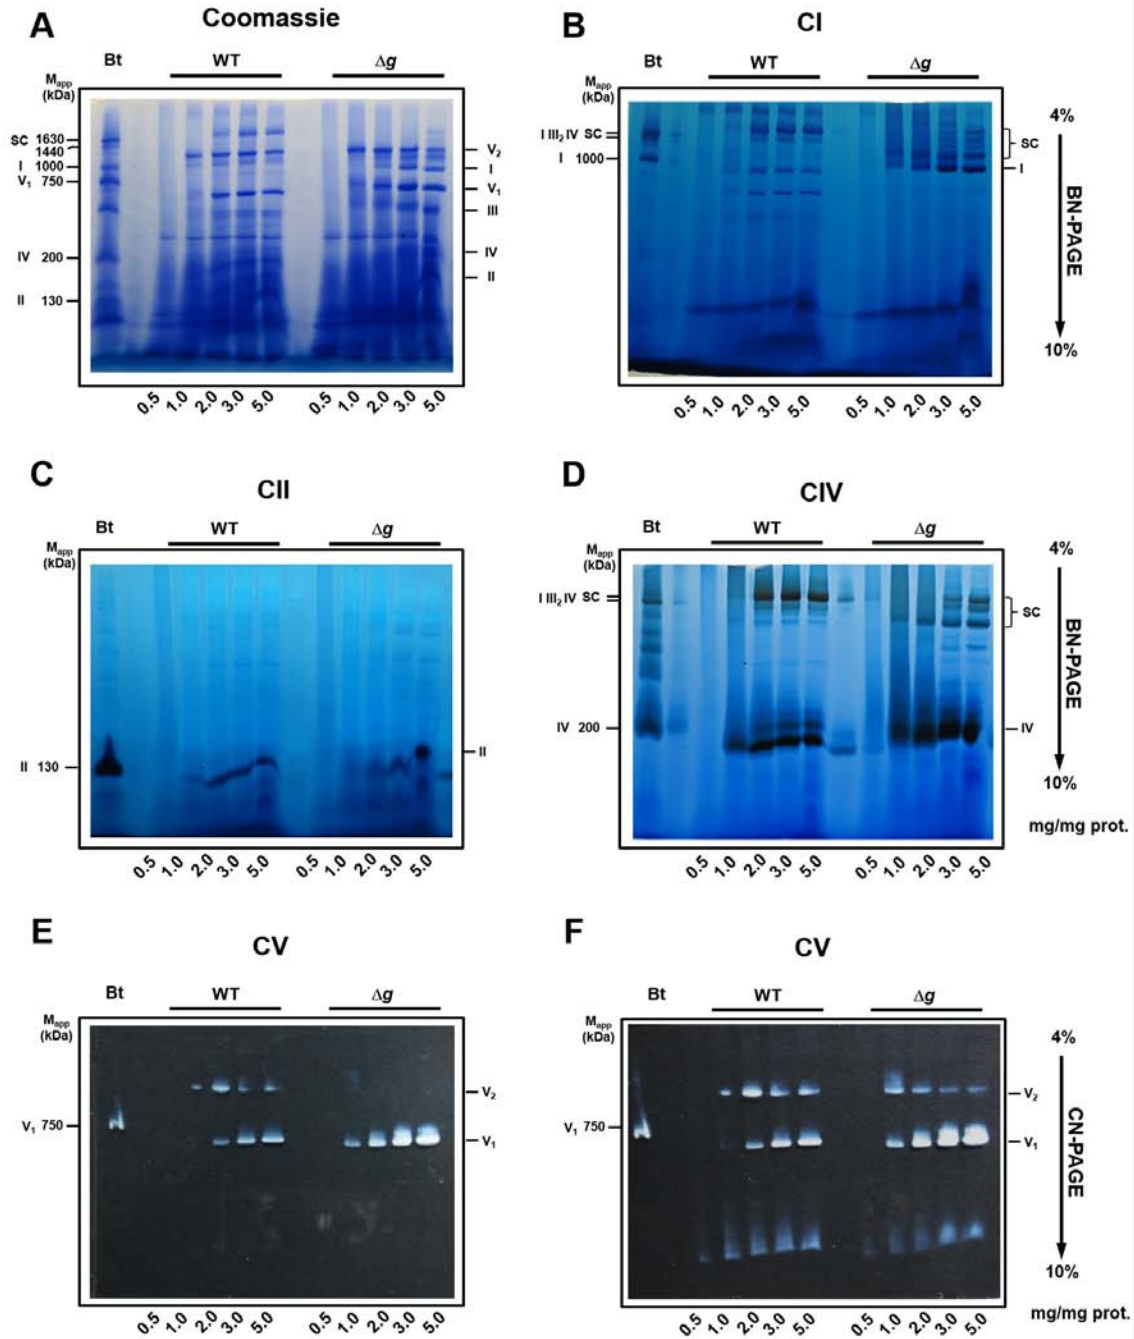 A
Coomassie
Bt WT Δg
Mapp
(kDa)
SC 1630
1440
I 1000
V1 750
IV 200
II 130
V2
I
V1
III
IV
II
0.5 1.0 2.0 3.0 5.0 0.5 1.0 2.0 3.0 5.0
B
CI
Bt WT Δg
Mapp
(kDa)
I III2 IV SC
I 1000
SC
I
4%
BN-PAGE
10%
0.5 1.0 2.0 3.0 5.0 0.5 1.0 2.0 3.0 5.0
C
CII
Bt WT Δg
Mapp
(kDa)
II 130
II
0.5 1.0 2.0 3.0 5.0 0.5 1.0 2.0 3.0 5.0
D
CIV
Bt WT Δg
Mapp
(kDa)
I III2 IV SC
IV 200
SC
IV
4%
BN-PAGE
10%
mg/mg prot.
0.5 1.0 2.0 3.0 5.0 0.5 1.0 2.0 3.0 5.0
E
CV
Bt WT Δg
Mapp
(kDa)
V1 750
V2
V1
0.5 1.0 2.0 3.0 5.0 0.5 1.0 2.0 3.0 5.0
F
CV
Bt WT Δg
Mapp
(kDa)
V1 750
V2
V1
4%
CN-PAGE
10%
mg/mg prot.
0.5 1.0 2.0 3.0 5.0 0.5 1.0 2.0 3.0 5.0